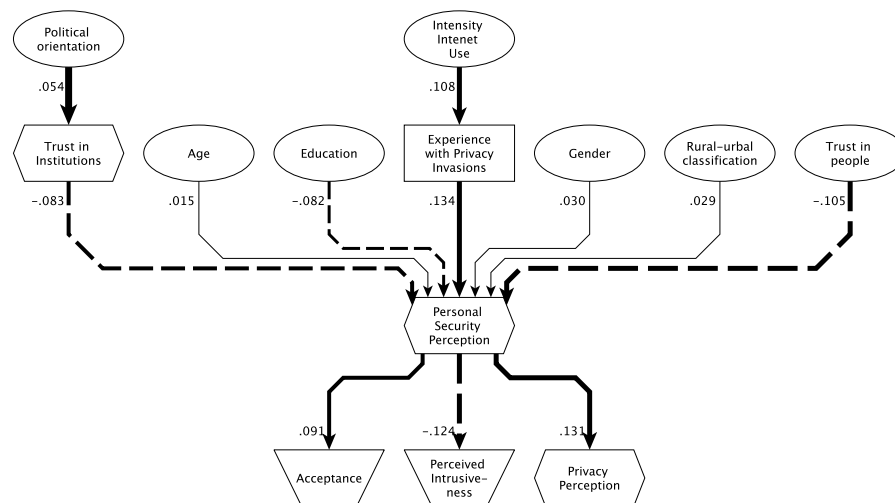 Political
orientation
Intensity
Intenet
Use
.054
.108
Trust in
Institutions
Age
Education
Experience
with Privacy
Invasions
Gender
Rural-urbal
classification
Trust in
people
-.083
.015
-.082
.134
.030
.029
-.105
Personal
Security
Perception
.091
-.124
.131
Acceptance
Perceived
Intrusive-
ness
Privacy
Perception